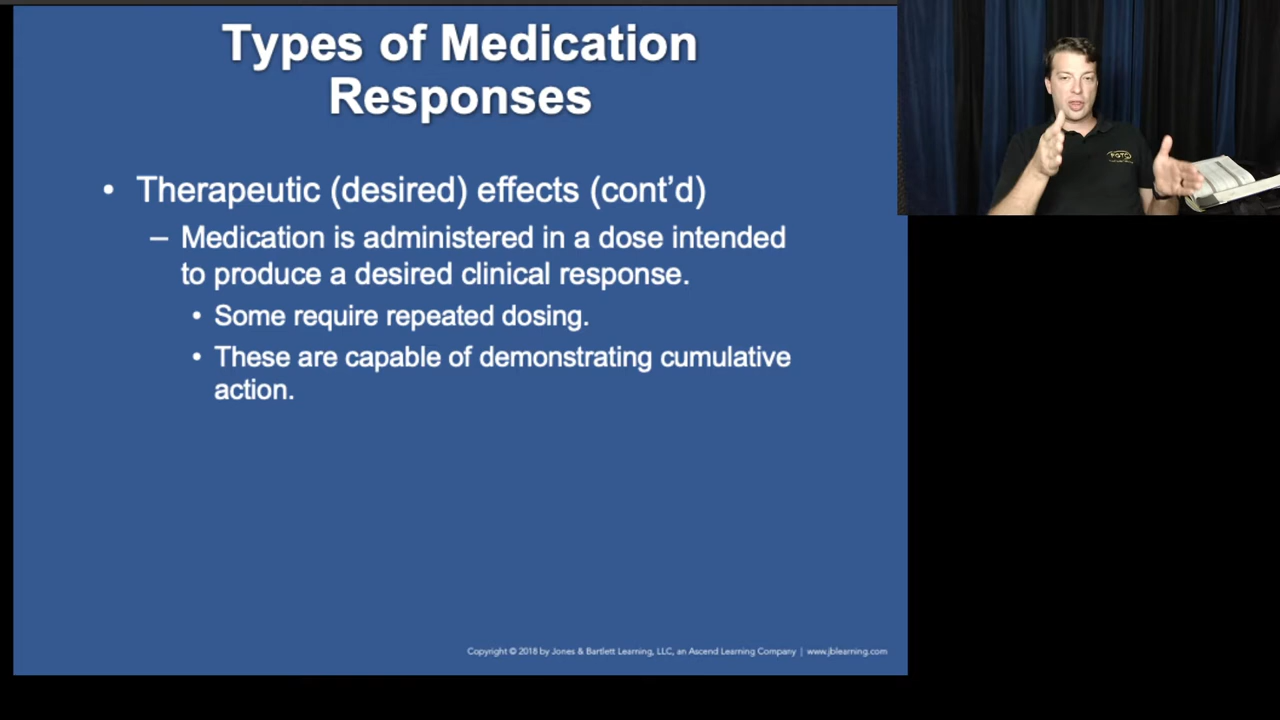 Types of Medication
Responses
• Therapeutic (desired) effects (cont’d)
– Medication is administered in a dose intended
to produce a desired clinical response.
• Some require repeated dosing.
• These are capable of demonstrating cumulative
action.
Copyright © 2018 by Jones & Bartlett Learning, LLC, an Ascend Learning Company | www.jblearning.com